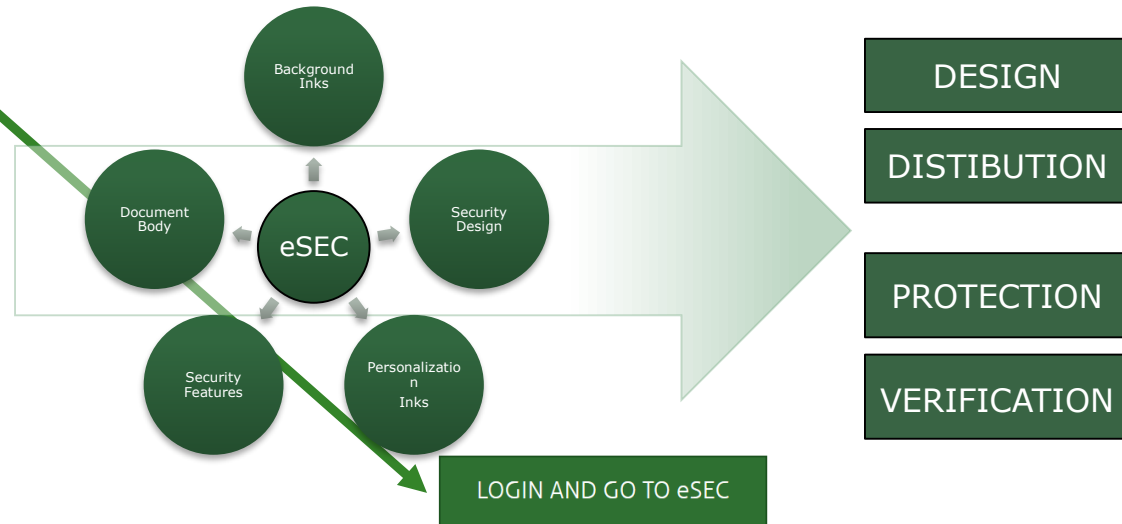 Background
Inks
Document
Body
eSEC
Security
Design
Security
Features
Personalizatio
n
Inks
LOGIN AND GO TO eSEC
DESIGN
DISTIBUTION
PROTECTION
VERIFICATION